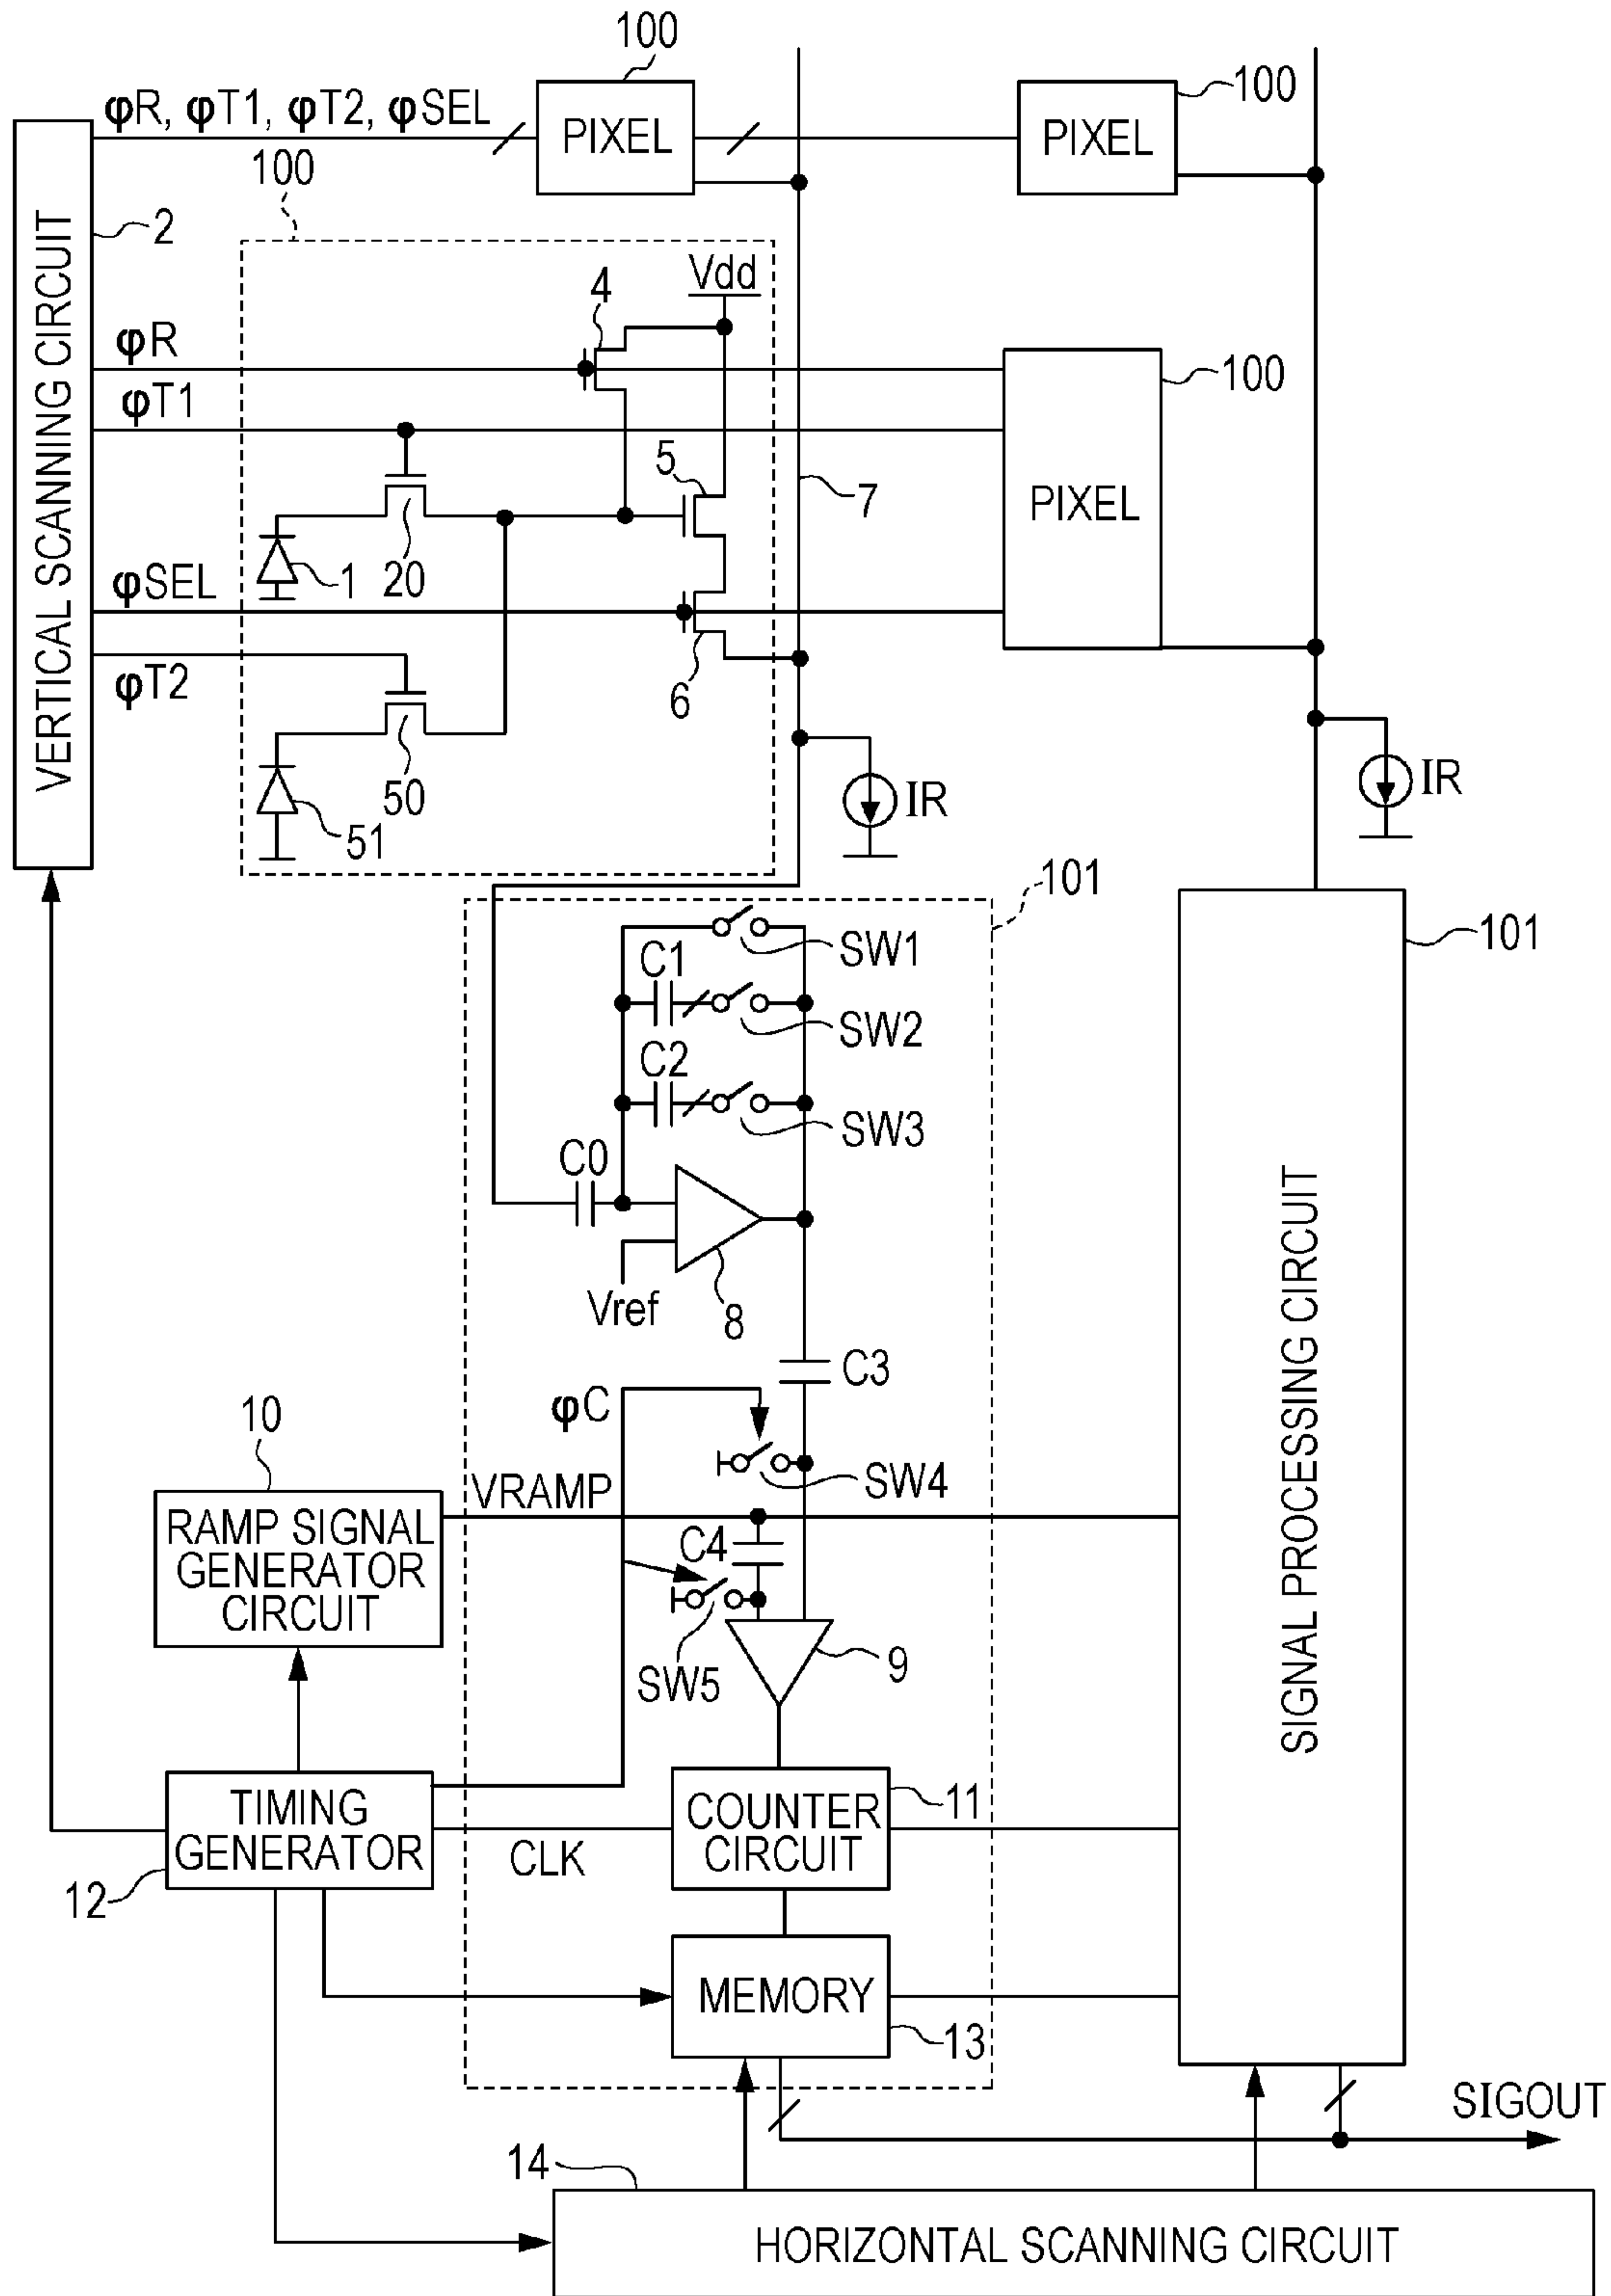 100
φR, φT1, φT2, φSEL
PIXEL
PIXEL
100
100
2
VERTICAL SCANNING CIRCUIT
Vdd
4
φR
100
φT1
5
7
PIXEL
1
20
φSEL
6
φT2
50
51
IR
IR
101
SW1
101
C1
SW2
C2
SW3
C0
8
Vref
SIGNAL PROCESSING CIRCUIT
C3
φC
10
SW4
VRAMP
RAMP SIGNAL
GENERATOR
CIRCUIT
C4
SW5
9
TIMING
GENERATOR
12
CLK
COUNTER
CIRCUIT
11
MEMORY
13
SIGOUT
14
HORIZONTAL SCANNING CIRCUIT